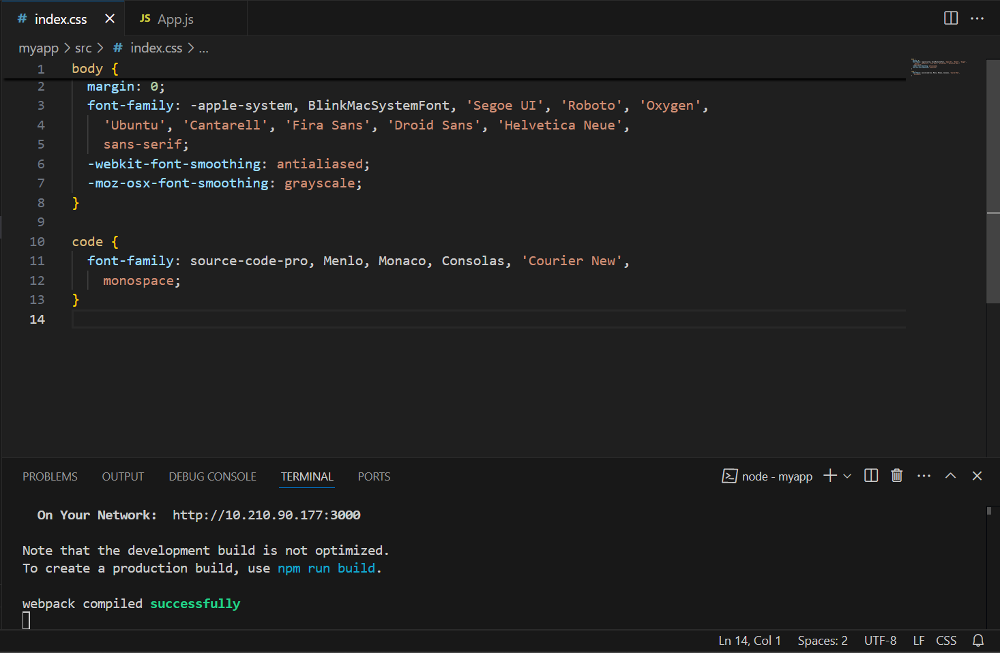 # index.css × JS App.js
myapp > src > # index.css > ...
1 body {
2 margin: 0;
3 font-family: -apple-system, BlinkMacSystemFont, 'Segoe UI', 'Roboto', 'Oxygen',
4 'Ubuntu', 'Cantarell', 'Fira Sans', 'Droid Sans', 'Helvetica Neue',
5 sans-serif;
6 -webkit-font-smoothing: antialiased;
7 -moz-osx-font-smoothing: grayscale;
8 }
9
10 code {
11 font-family: source-code-pro, Menlo, Monaco, Consolas, 'Courier New',
12 monospace;
13 }
14
PROBLEMS OUTPUT DEBUG CONSOLE TERMINAL PORTS node - myapp
On Your Network: http://10.210.90.177:3000
Note that the development build is not optimized.
To create a production build, use npm run build.
webpack compiled successfully
Ln 14, Col 1 Spaces: 2 UTF-8 LF CSS